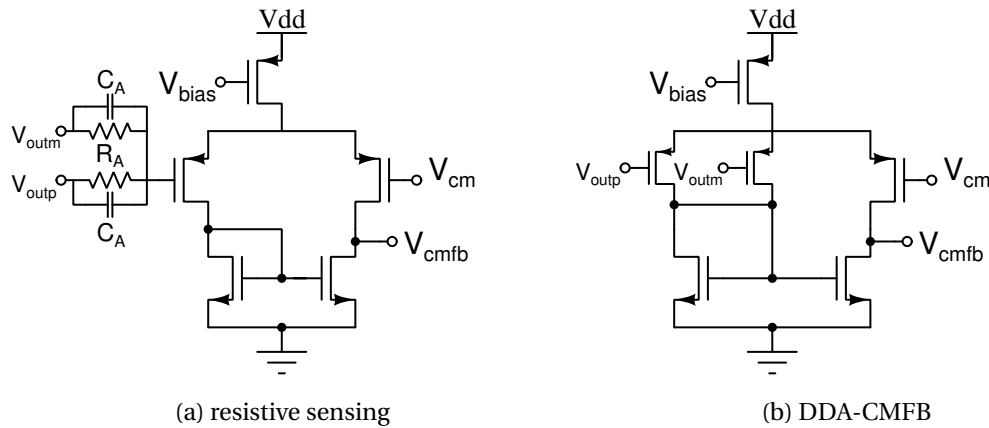 Vdd
Vdd
C_A
V_bias
V_bias
V_outm
R_A
V_outp
V_cm
V_outp
V_outm
V_cm
C_A
V_cmfb
V_cmfb
(a) resistive sensing
(b) DDA-CMFB